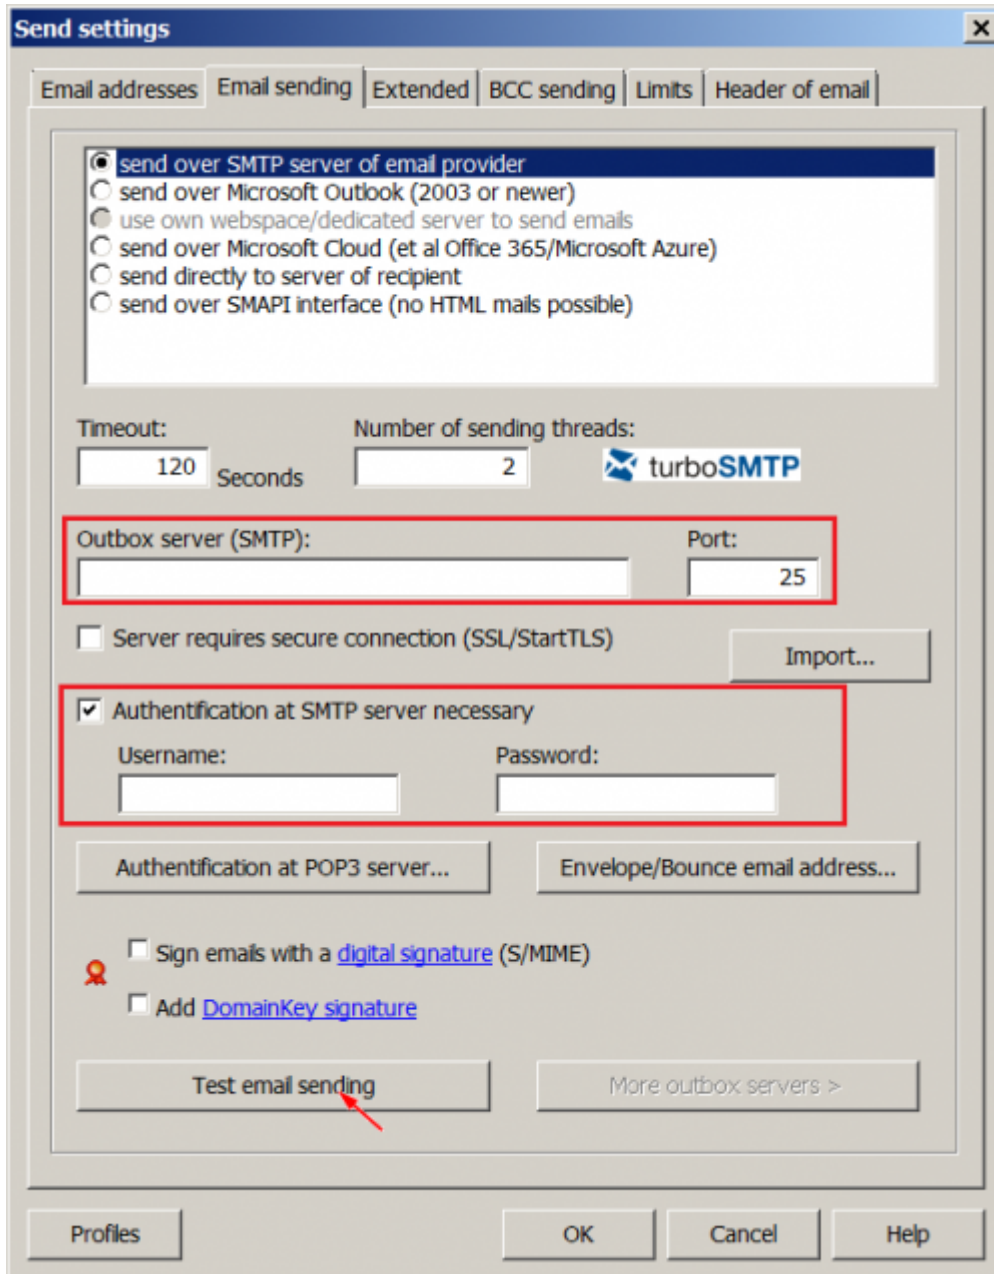 Send settings
Email addresses Email sending Extended BCC sending Limits Header of email
send over SMTP server of email provider
send over Microsoft Outlook (2003 or newer)
use own webspace/dedicated server to send emails
send over Microsoft Cloud (et al Office 365/Microsoft Azure)
send directly to server of recipient
send over SMAPI interface (no HTML mails possible)
Timeout: Number of sending threads:
120 Seconds 2 turboSMTP
Outbox server (SMTP): Port:
25
Server requires secure connection (SSL/StartTLS)
Import...
Authentification at SMTP server necessary
Username: Password:
Authentification at POP3 server... Envelope/Bounce email address...
Sign emails with a digital signature (S/MIME)
Add DomainKey signature
Test email sending More outbox servers >
Profiles OK Cancel Help